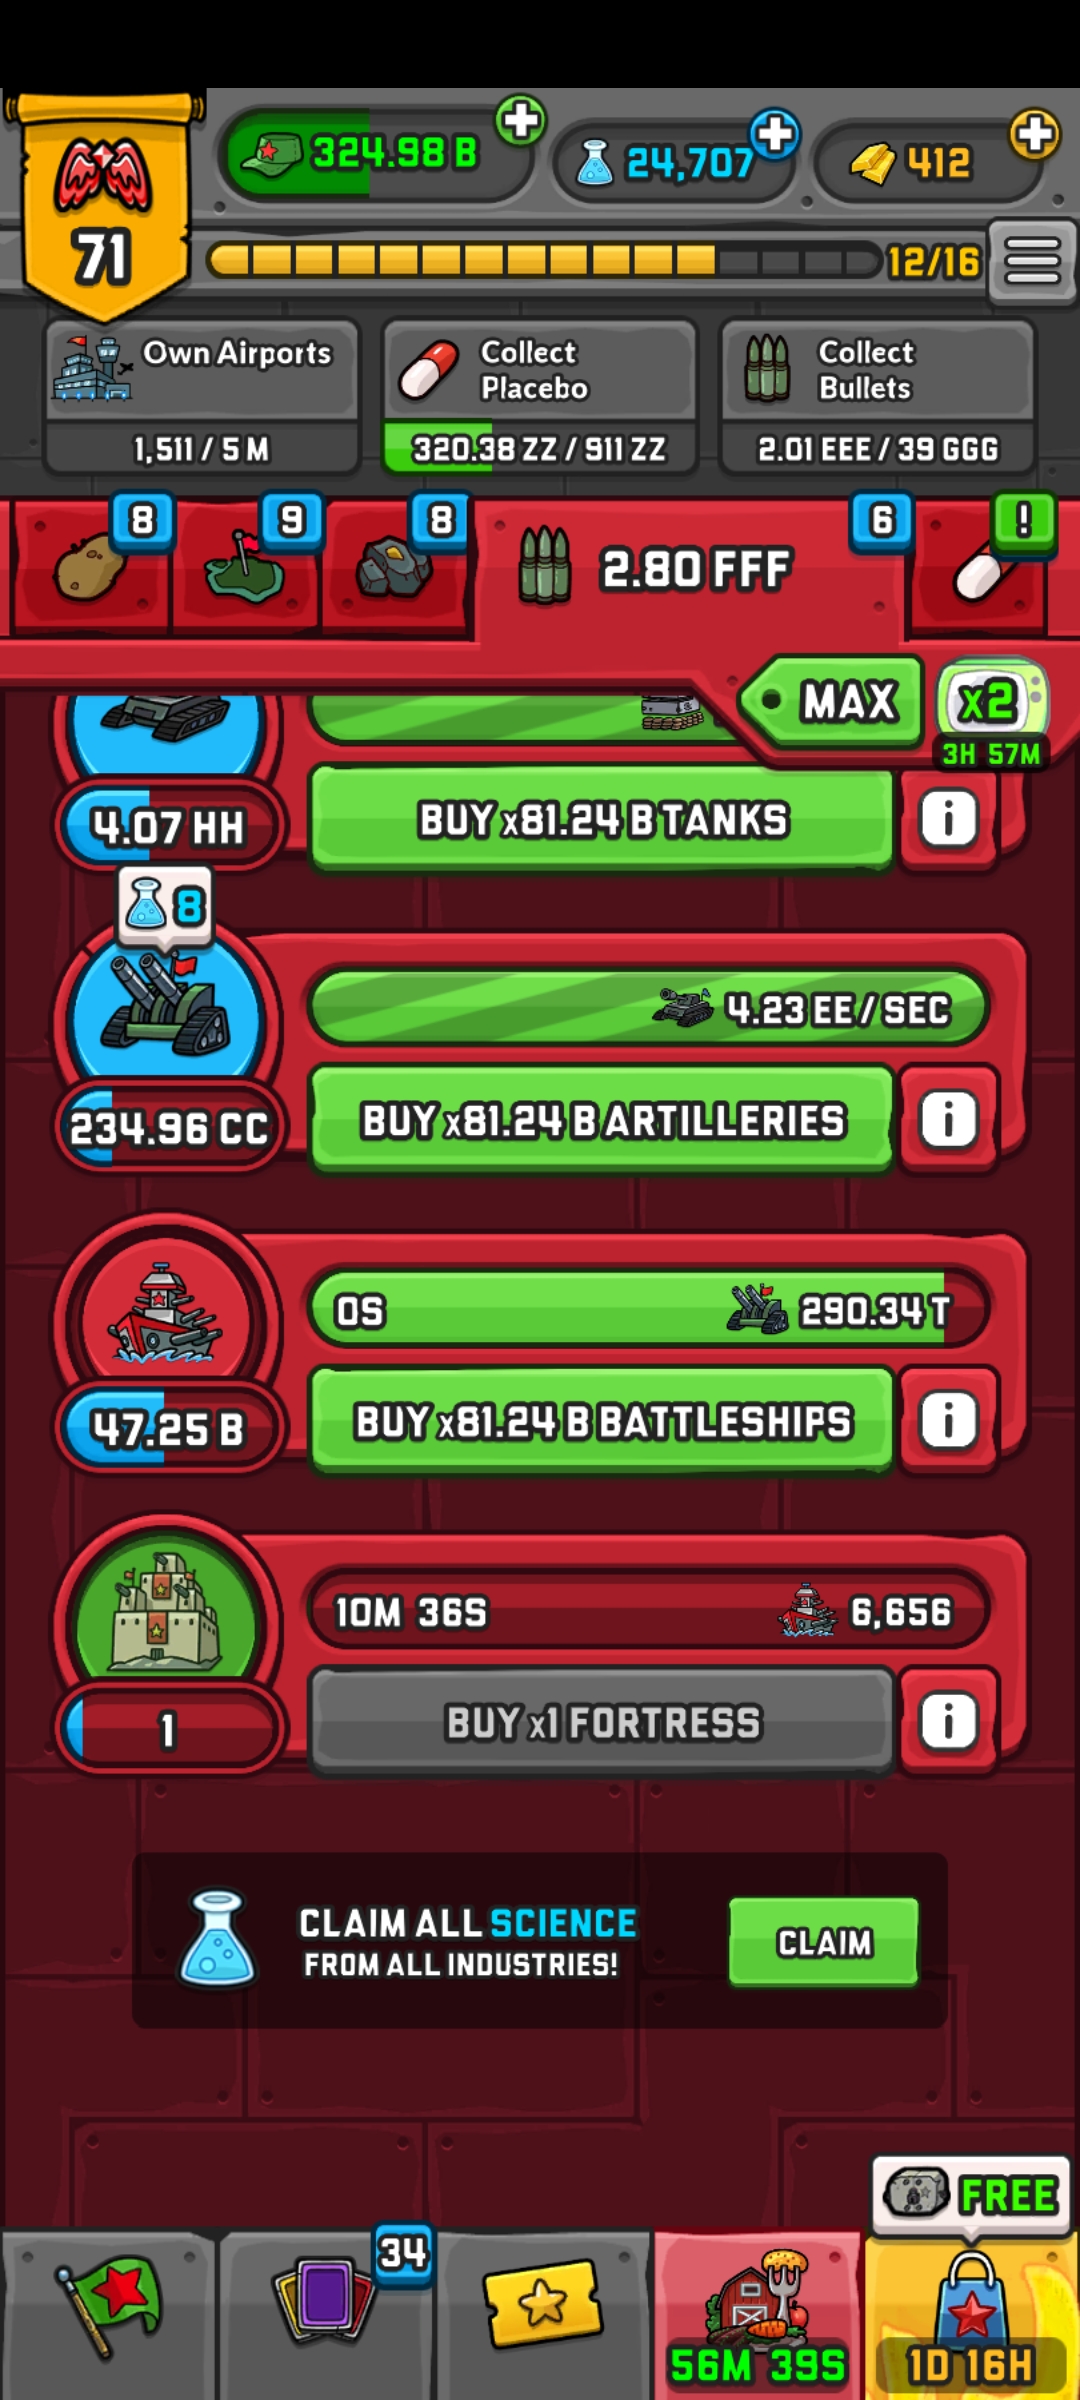 71
324.98 B
24,707
412
12/16
Own Airports
1,511 / 5 M
Collect
Placebo
320.38 ZZ / 911 ZZ
Collect
Bullets
2.01 EEE / 39 GGG
8
9
8
2.80 FFF
6
!
MAX
x2
3H 57M
4.07 HH
BUY x81.24 B TANKS
i
8
4.23 EE / SEC
234.96 CC
BUY x81.24 B ARTILLERIES
i
0S
290.34 T
47.25 B
BUY x81.24 B BATTLESHIPS
i
10M 36S
6,656
1
BUY x1 FORTRESS
i
CLAIM ALL SCIENCE
FROM ALL INDUSTRIES!
CLAIM
FREE
34
56M 39S
1D 16H